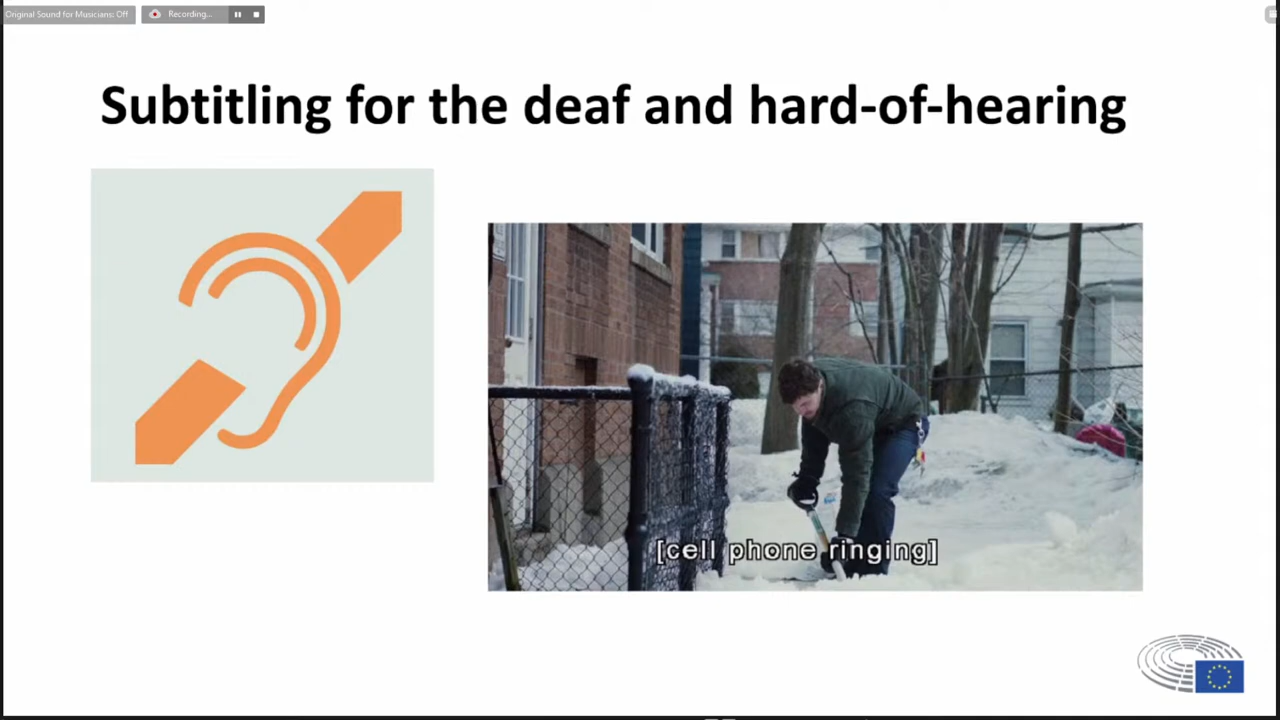 Original Sound for Musicians: Off
Recording...
Subtitling for the deaf and hard-of-hearing
[cell phone ringing]